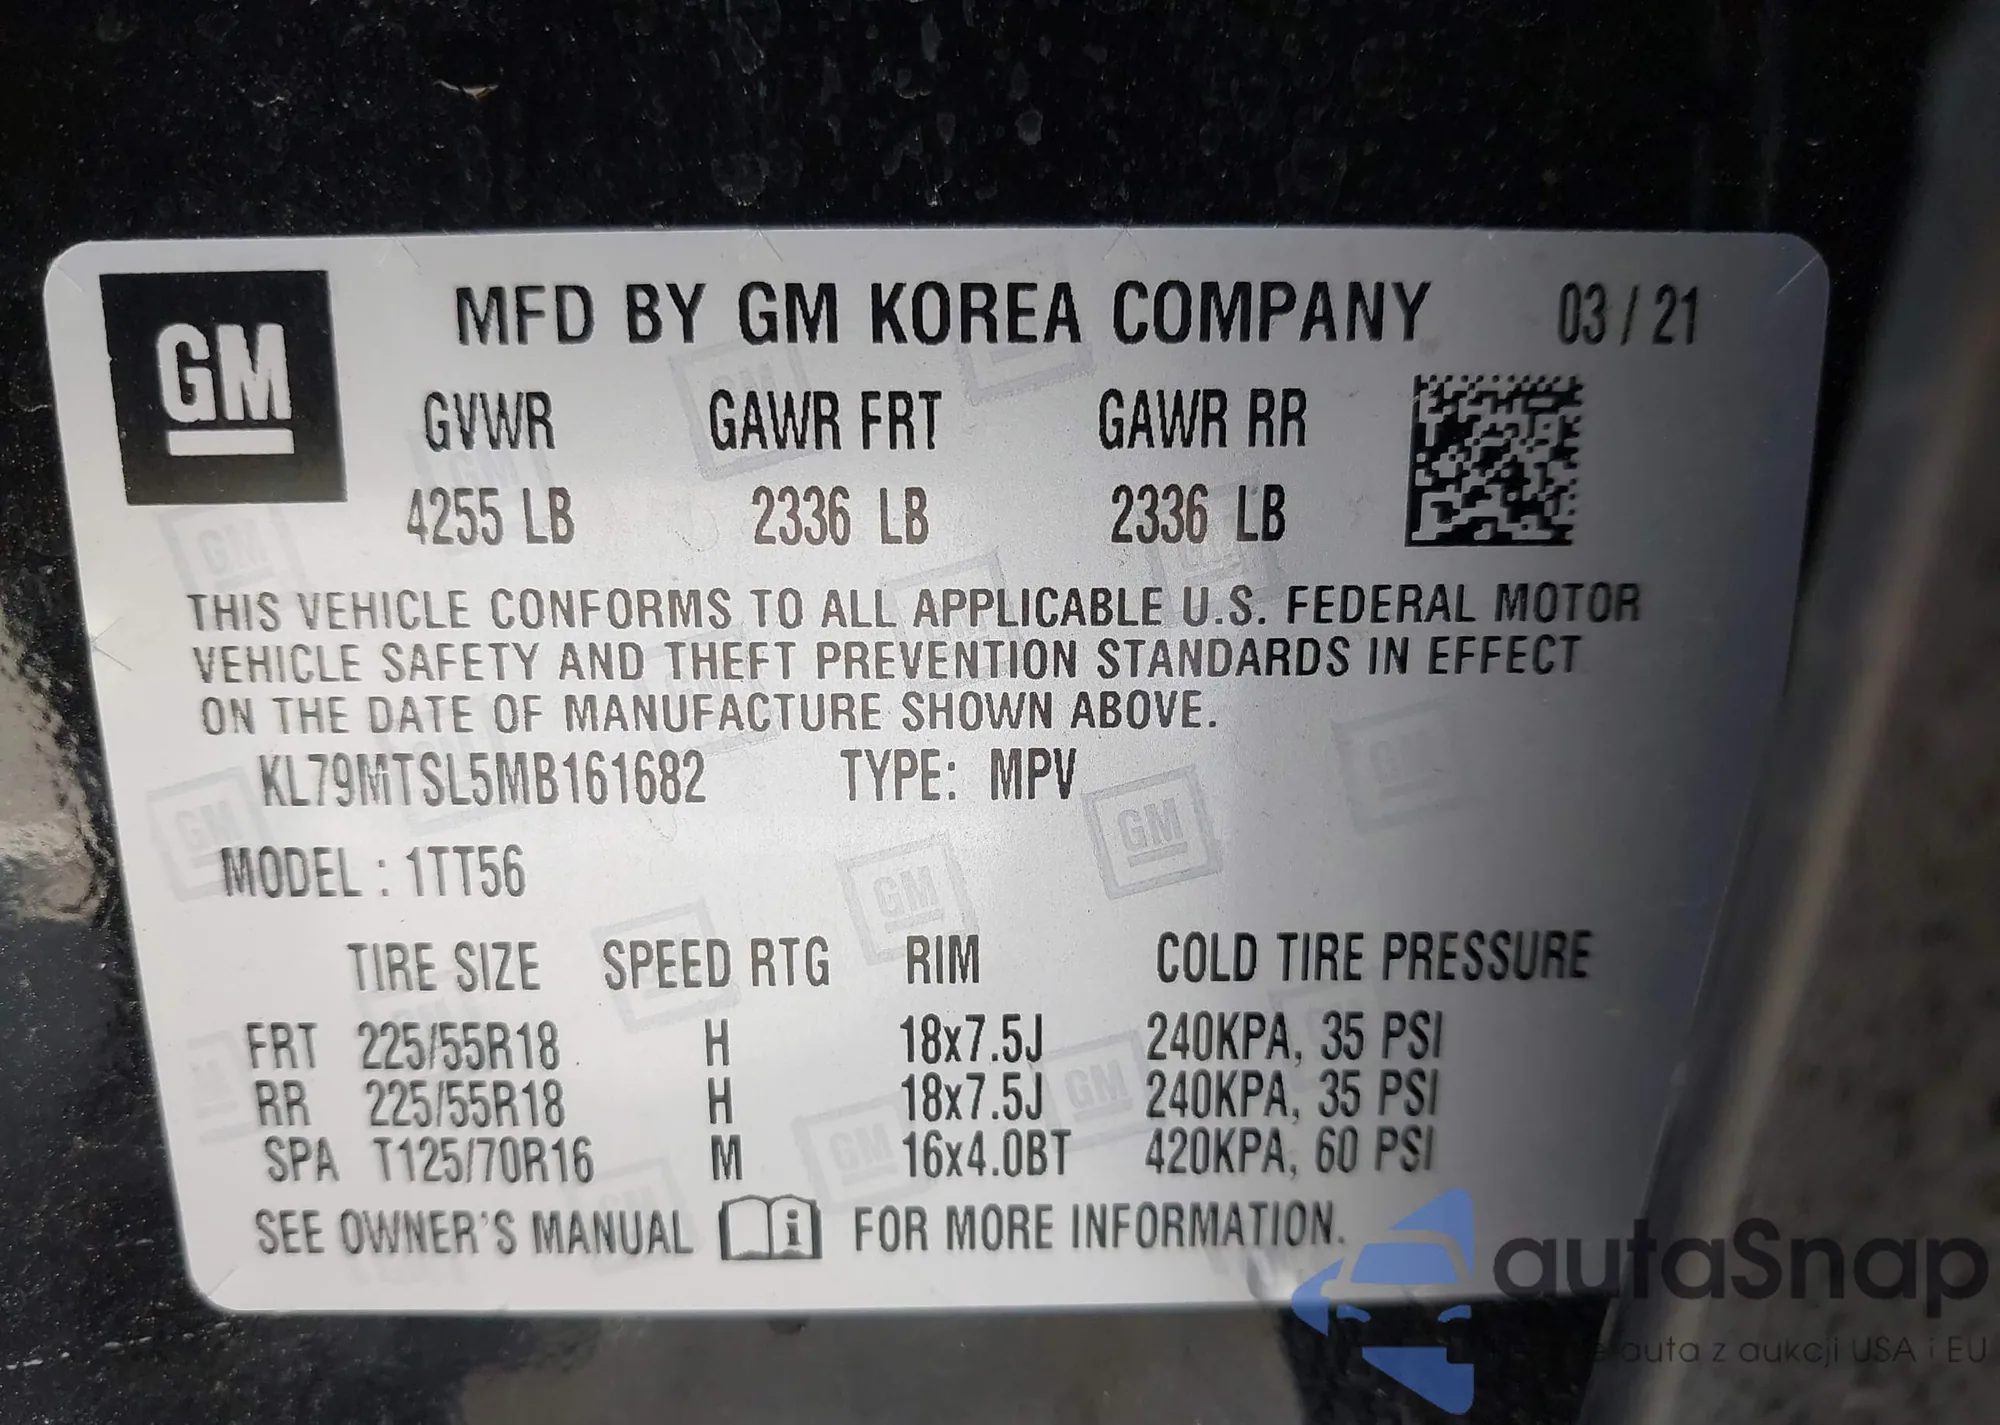 GM
MFD BY GM KOREA COMPANY 03 / 21
GVWR GAWR FRT GAWR RR
4255 LB 2336 LB 2336 LB
THIS VEHICLE CONFORMS TO ALL APPLICABLE U.S. FEDERAL MOTOR
VEHICLE SAFETY AND THEFT PREVENTION STANDARDS IN EFFECT
ON THE DATE OF MANUFACTURE SHOWN ABOVE.
KL79MTSL5MB161682 TYPE: MPV
MODEL : 1TT56
TIRE SIZE SPEED RTG RIM COLD TIRE PRESSURE
FRT 225/55R18 H 18x7.5J 240KPA, 35 PSI
RR 225/55R18 H 18x7.5J 240KPA, 35 PSI
SPA T125/70R16 M 16x4.0BT 420KPA, 60 PSI
SEE OWNER'S MANUAL i FOR MORE INFORMATION.
autaSnap
auta z aukcji USA i EU